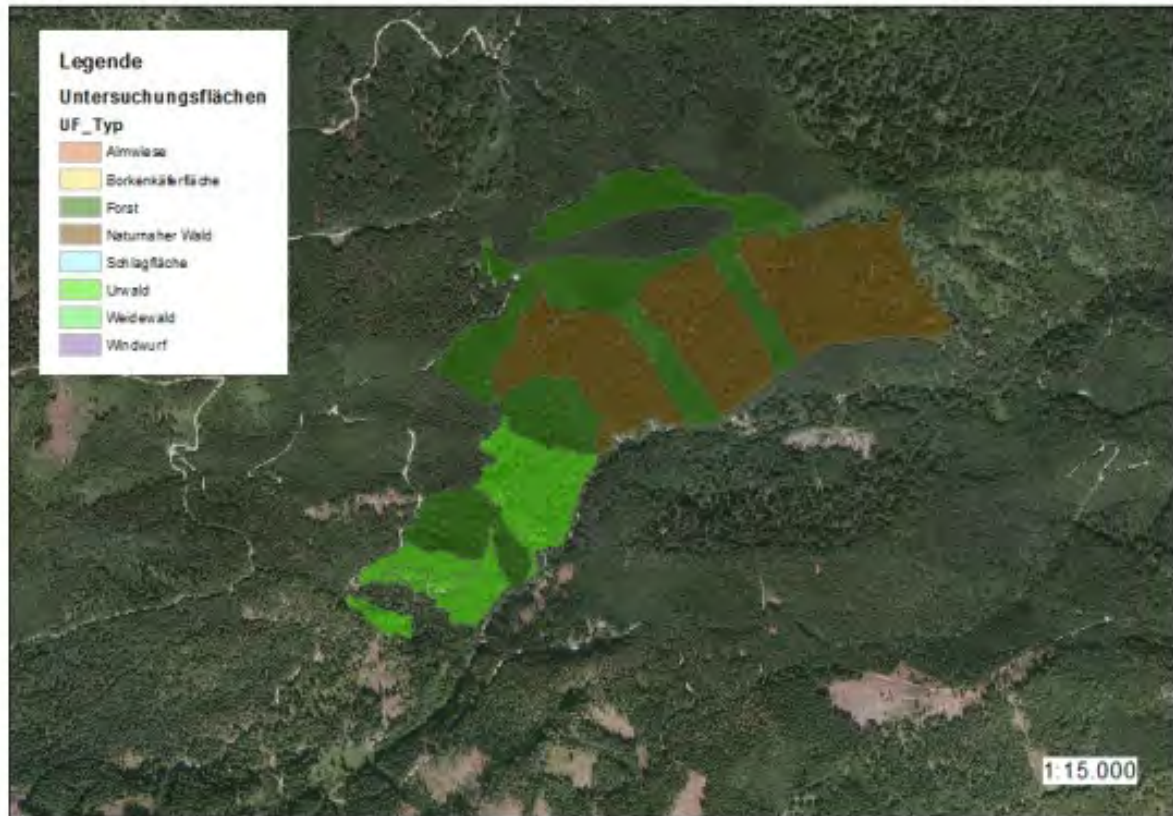 Legende
Untersuchungsflächen
UF_Typ
Almwiese
Borkenkäferfläche
Forst
Naturnaher Wald
Schlagfläche
Urwald
Weidewald
Windwurf
1:15.000